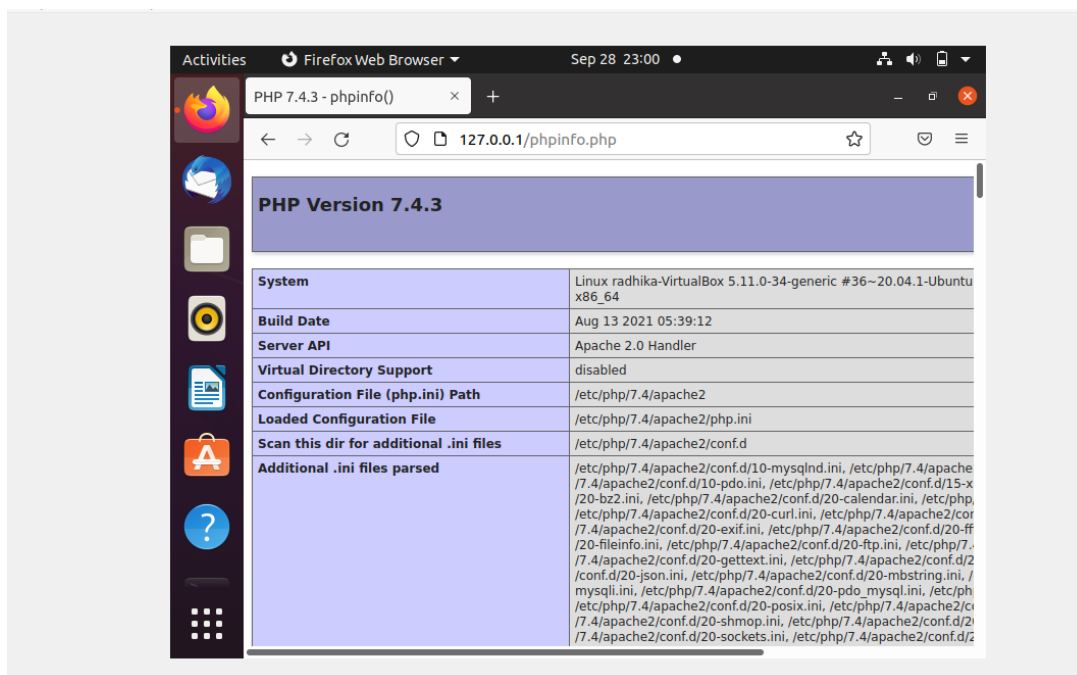 Activities Firefox Web Browser Sep 28 23:00
PHP 7.4.3 - phpinfo()
127.0.0.1/phpinfo.php
PHP Version 7.4.3
System Linux radhika-VirtualBox 5.11.0-34-generic #36~20.04.1-Ubuntu
x86_64
Build Date Aug 13 2021 05:39:12
Server API Apache 2.0 Handler
Virtual Directory Support disabled
Configuration File (php.ini) Path /etc/php/7.4/apache2
Loaded Configuration File /etc/php/7.4/apache2/php.ini
Scan this dir for additional .ini files /etc/php/7.4/apache2/conf.d
Additional .ini files parsed /etc/php/7.4/apache2/conf.d/10-mysqlnd.ini, /etc/php/7.4/apache
/7.4/apache2/conf.d/10-pdo.ini, /etc/php/7.4/apache2/conf.d/15-x
/20-bz2.ini, /etc/php/7.4/apache2/conf.d/20-calendar.ini, /etc/php,
/etc/php/7.4/apache2/conf.d/20-curl.ini, /etc/php/7.4/apache2/con
/7.4/apache2/conf.d/20-exif.ini, /etc/php/7.4/apache2/conf.d/20-ff
/20-fileinfo.ini, /etc/php/7.4/apache2/conf.d/20-ftp.ini, /etc/php/7.
/7.4/apache2/conf.d/20-gettext.ini, /etc/php/7.4/apache2/conf.d/2
/conf.d/20-json.ini, /etc/php/7.4/apache2/conf.d/20-mbstring.ini, /
mysqli.ini, /etc/php/7.4/apache2/conf.d/20-pdo_mysql.ini, /etc/ph
/etc/php/7.4/apache2/conf.d/20-posix.ini, /etc/php/7.4/apache2/co
/7.4/apache2/conf.d/20-shmop.ini, /etc/php/7.4/apache2/conf.d/20
/7.4/apache2/conf.d/20-sockets.ini, /etc/php/7.4/apache2/conf.d/2